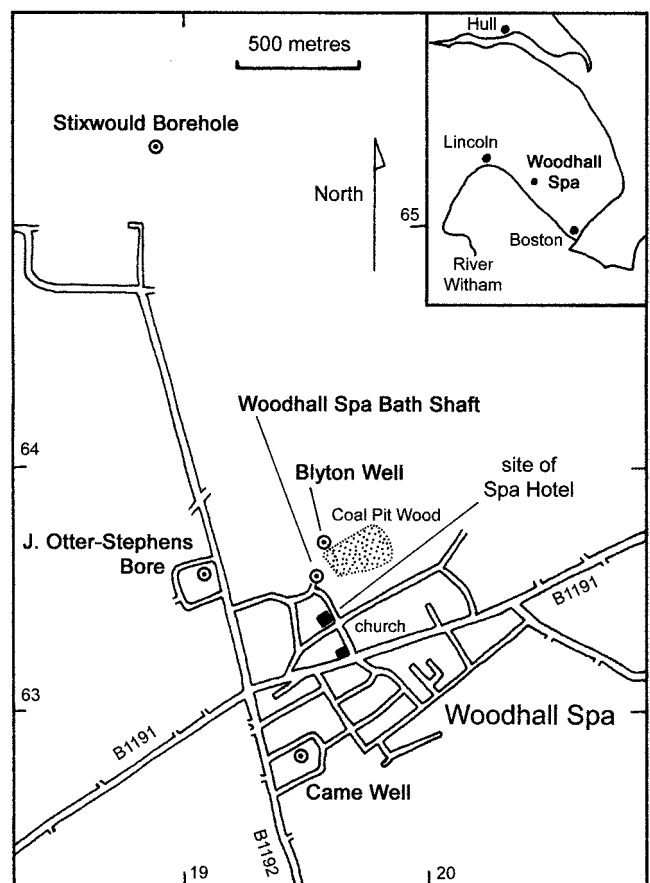 500 metres
Hull
Stixwould Borehole
Lincoln
Woodhall
Spa
North
65
Boston
River
Witham
Woodhall Spa Bath Shaft
64
Blyton Well
site of
Spa Hotel
Coal Pit Wood
J. Otter-Stephens
Bore
B1191
church
63
Woodhall Spa
B1191
Came Well
B1192
19
20